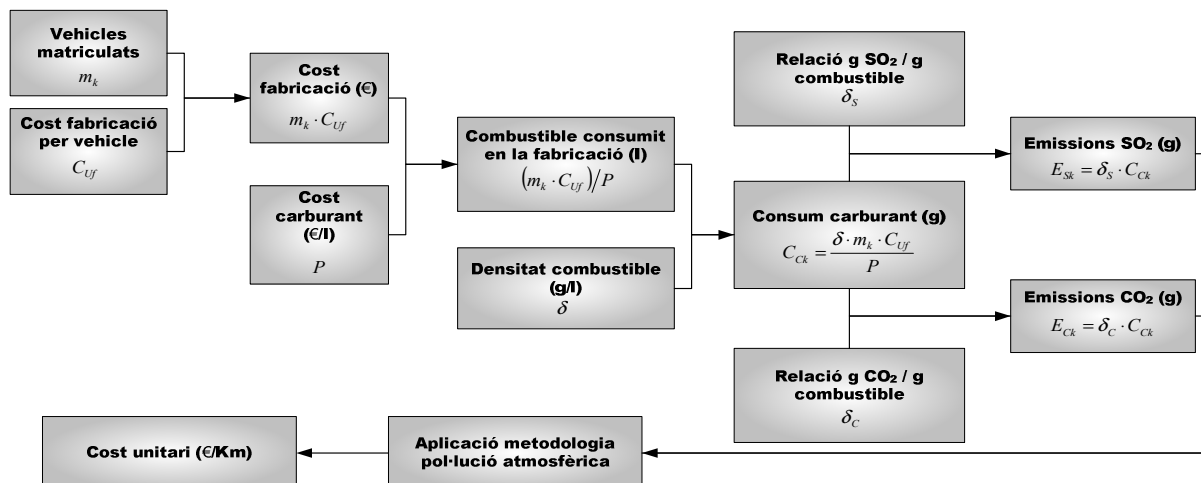 Vehicles
matriculats
m_k
Cost fabricació
per vehicle
C_Uf
Cost
fabricació (€)
m_k · C_Uf
Cost
carburant
(€/l)
P
Combustible consumit
en la fabricació (l)
(m_k · C_Uf)/P
Densitat combustible
(g/l)
δ
Relació g SO₂ / g
combustible
δ_S
Consum carburant (g)
C_Ck = δ · m_k · C_Uf / P
Relació g CO₂ / g
combustible
δ_C
Emissions SO₂ (g)
E_Sk = δ_S · C_Ck
Emissions CO₂ (g)
E_Ck = δ_C · C_Ck
Aplicació metodologia
pol·lució atmosfèrica
Cost unitari (€/Km)